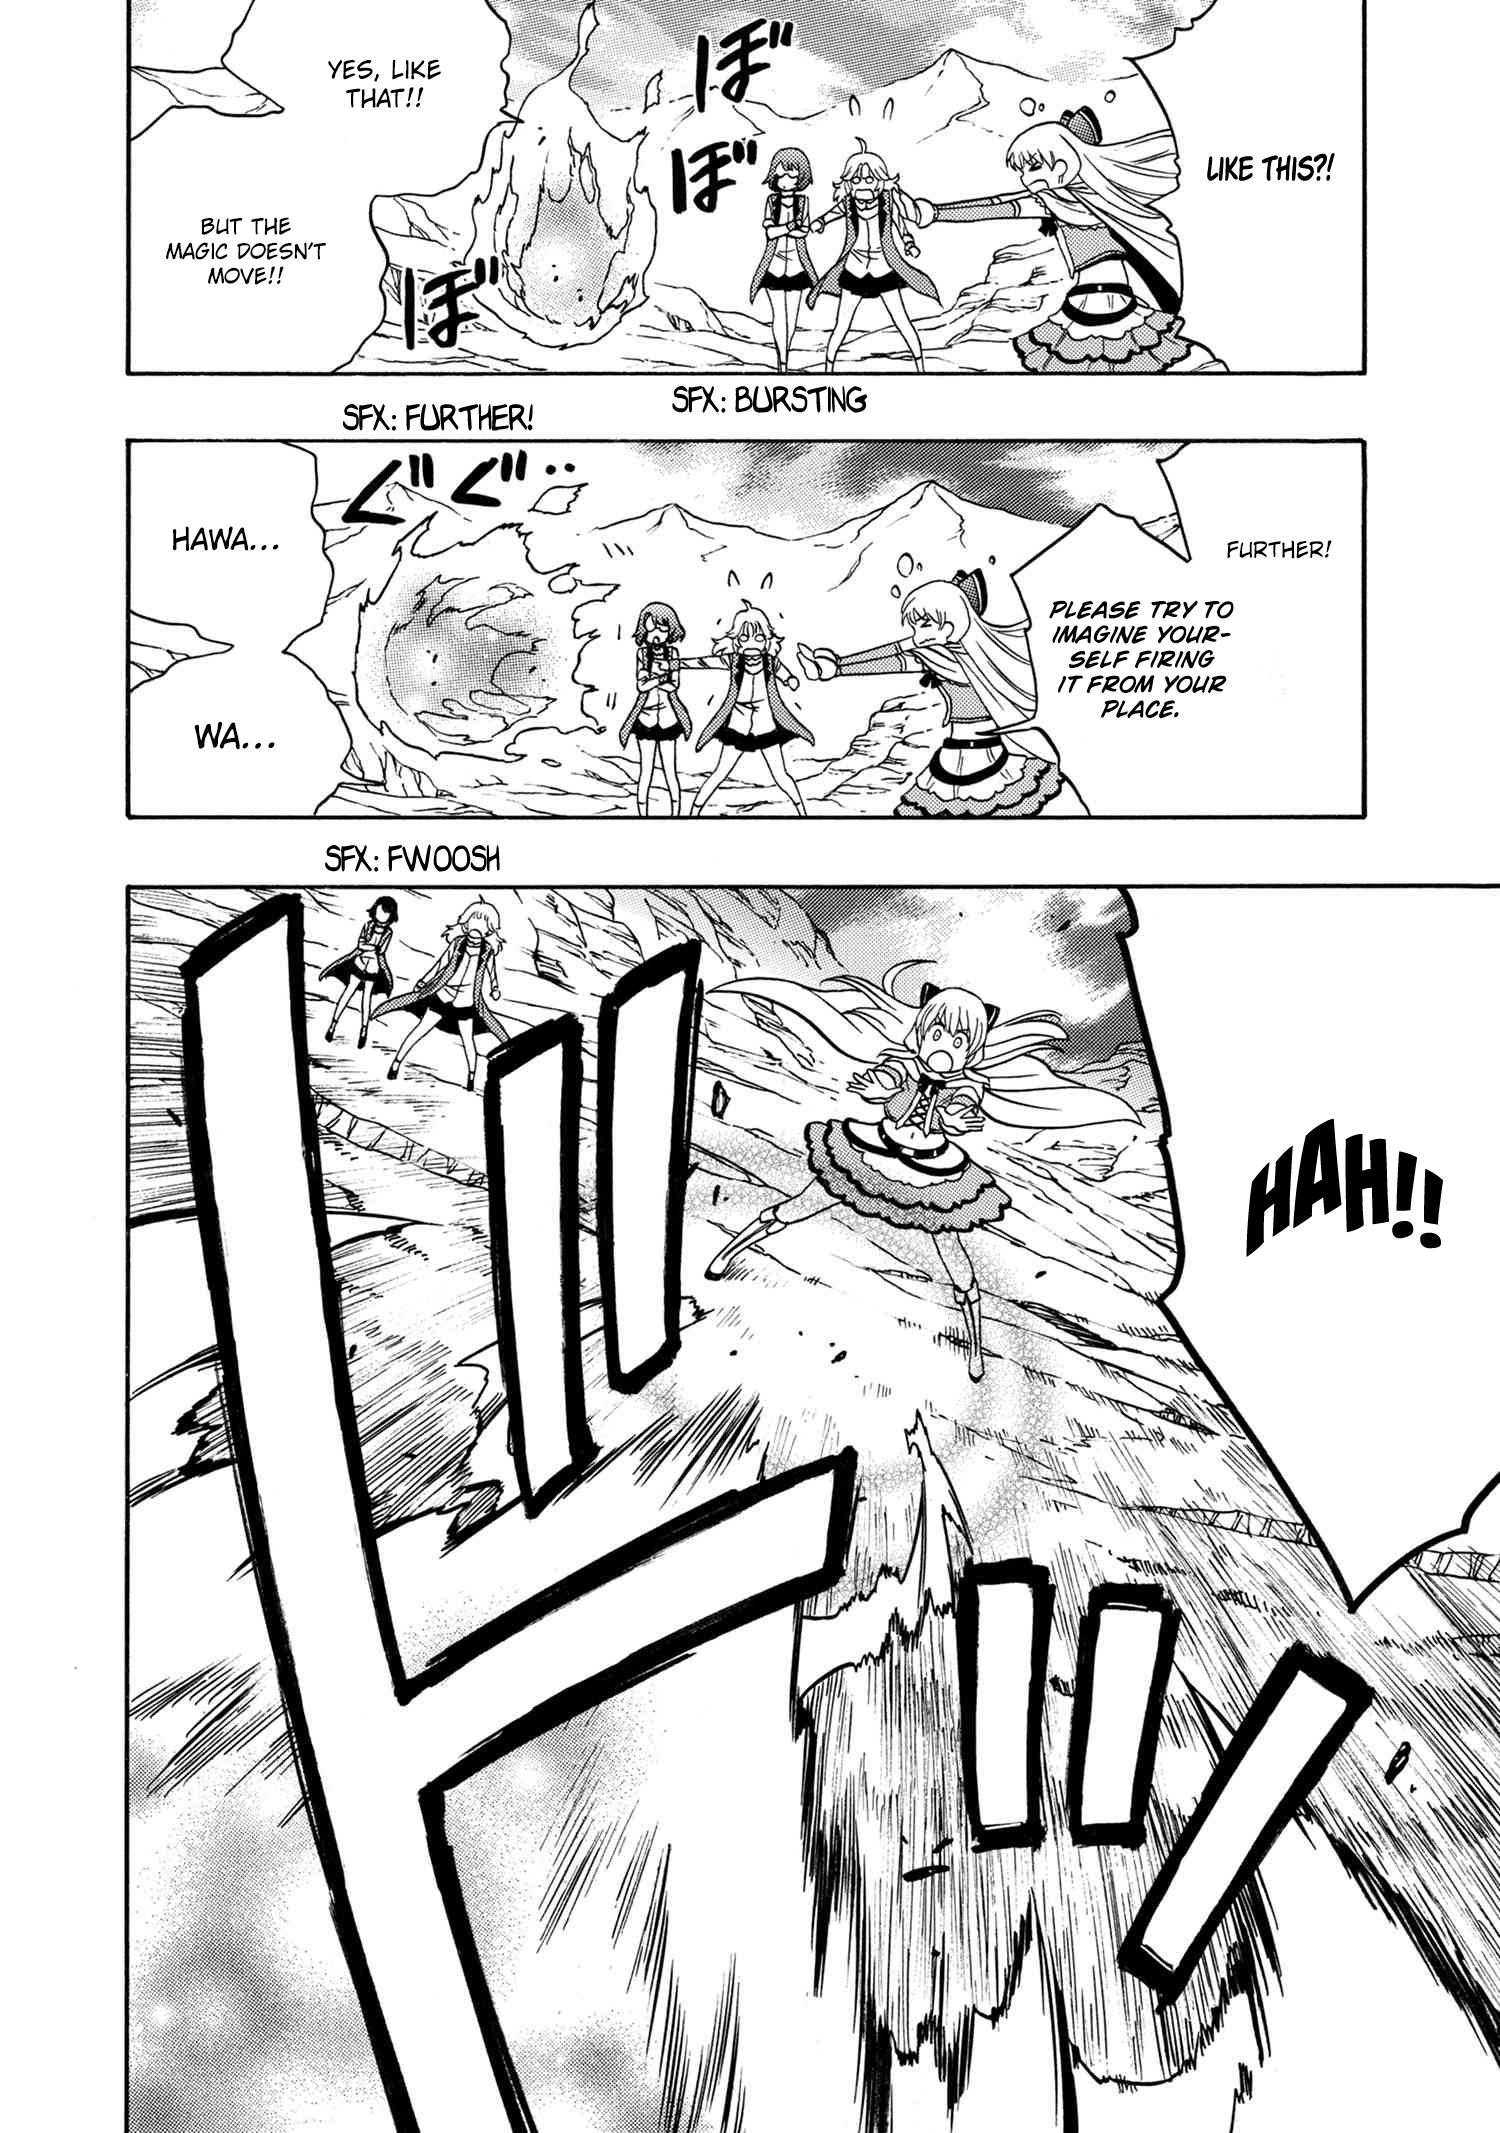 LIKE THIS?!
YES, LIKE
THAT!!
BUT THE
MAGIC DOESN'T
MOVE!!
ぼ
ぼ
ぼ
SFX: BURSTING
SFX: FURTHER!
FURTHER!
PLEASE TRY TO
IMAGINE YOUR-
SELF FIRING
IT FROM YOUR
PLACE.
ぐぐ..
HAWA...
WA...
SFX: FWOOSH
HAH!!
ドッ